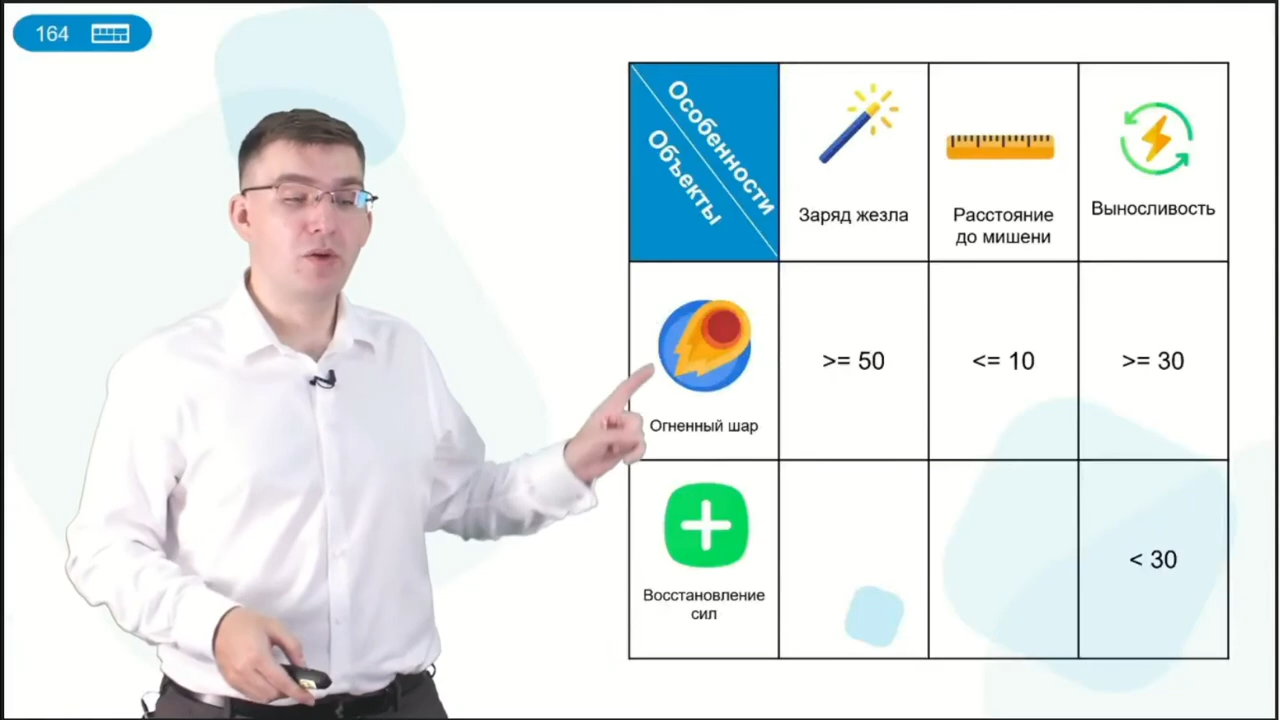 164
Особенности
Объекты
Заряд жезла
Расстояние
до мишени
Выносливость
Огненный шар
>= 50
<= 10
>= 30
Восстановление
сил
< 30